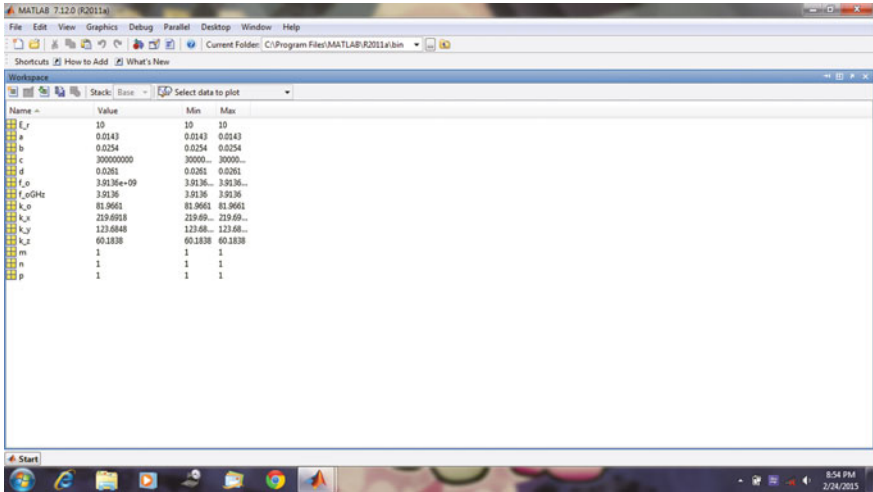 MATLAB 7.12.0 (R2011a)
File Edit View Graphics Debug Parallel Desktop Window Help
Current Folder: C:\Program Files\MATLAB\R2011a\bin
Shortcuts How to Add What's New
Workspace
Stack: Base Select data to plot
Name Value Min Max
E_r 10 10 10
a 0.0143 0.0143 0.0143
b 0.0254 0.0254 0.0254
c 300000000 30000... 30000...
d 0.0261 0.0261 0.0261
f_o 3.9136e+09 3.9136... 3.9136...
f_oGHz 3.9136 3.9136 3.9136
k_o 81.9661 81.9661 81.9661
k_x 219.6918 219.69... 219.69...
k_y 123.6848 123.68... 123.68...
k_z 60.1838 60.1838 60.1838
m 1 1 1
n 1 1 1
p 1 1 1
Start
8:54 PM
2/24/2015